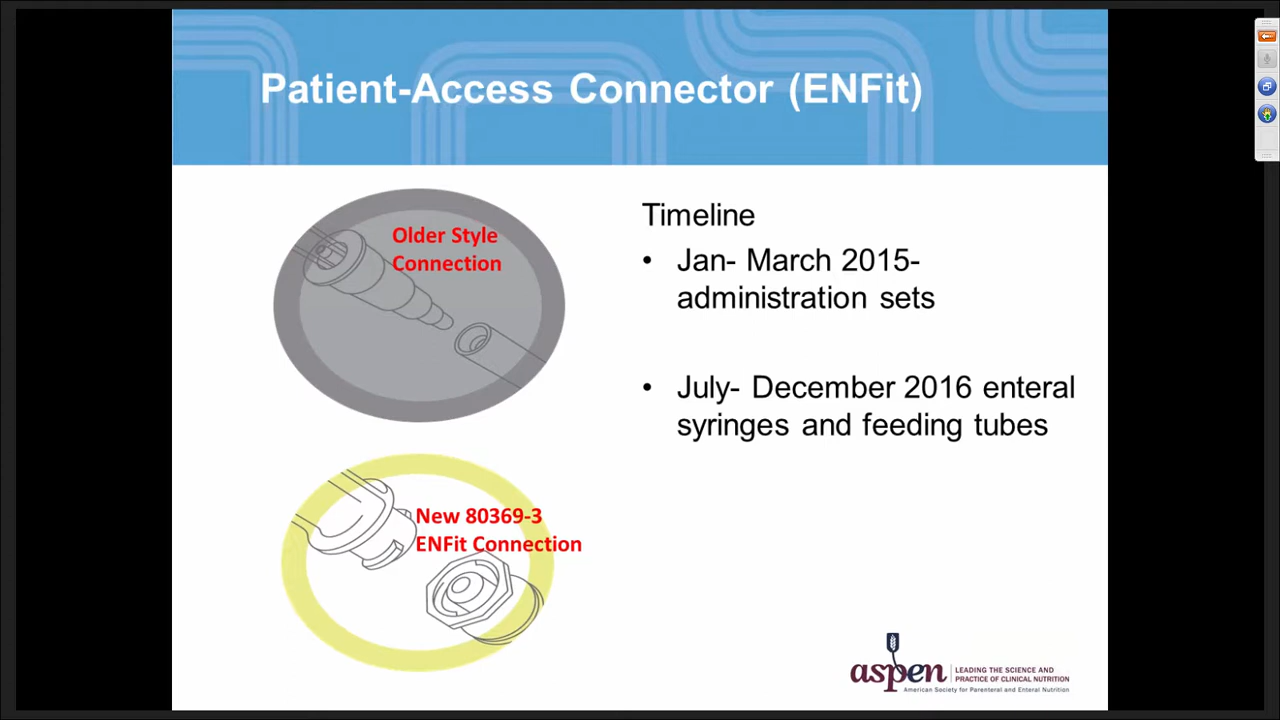 Patient-Access Connector (ENFit)
Older Style
Connection
New 80369-3
ENFit Connection
Timeline
• Jan- March 2015-
administration sets
• July- December 2016 enteral
syringes and feeding tubes
aspen
LEADING THE SCIENCE AND
PRACTICE OF CLINICAL NUTRITION
American Society for Parenteral and Enteral Nutrition